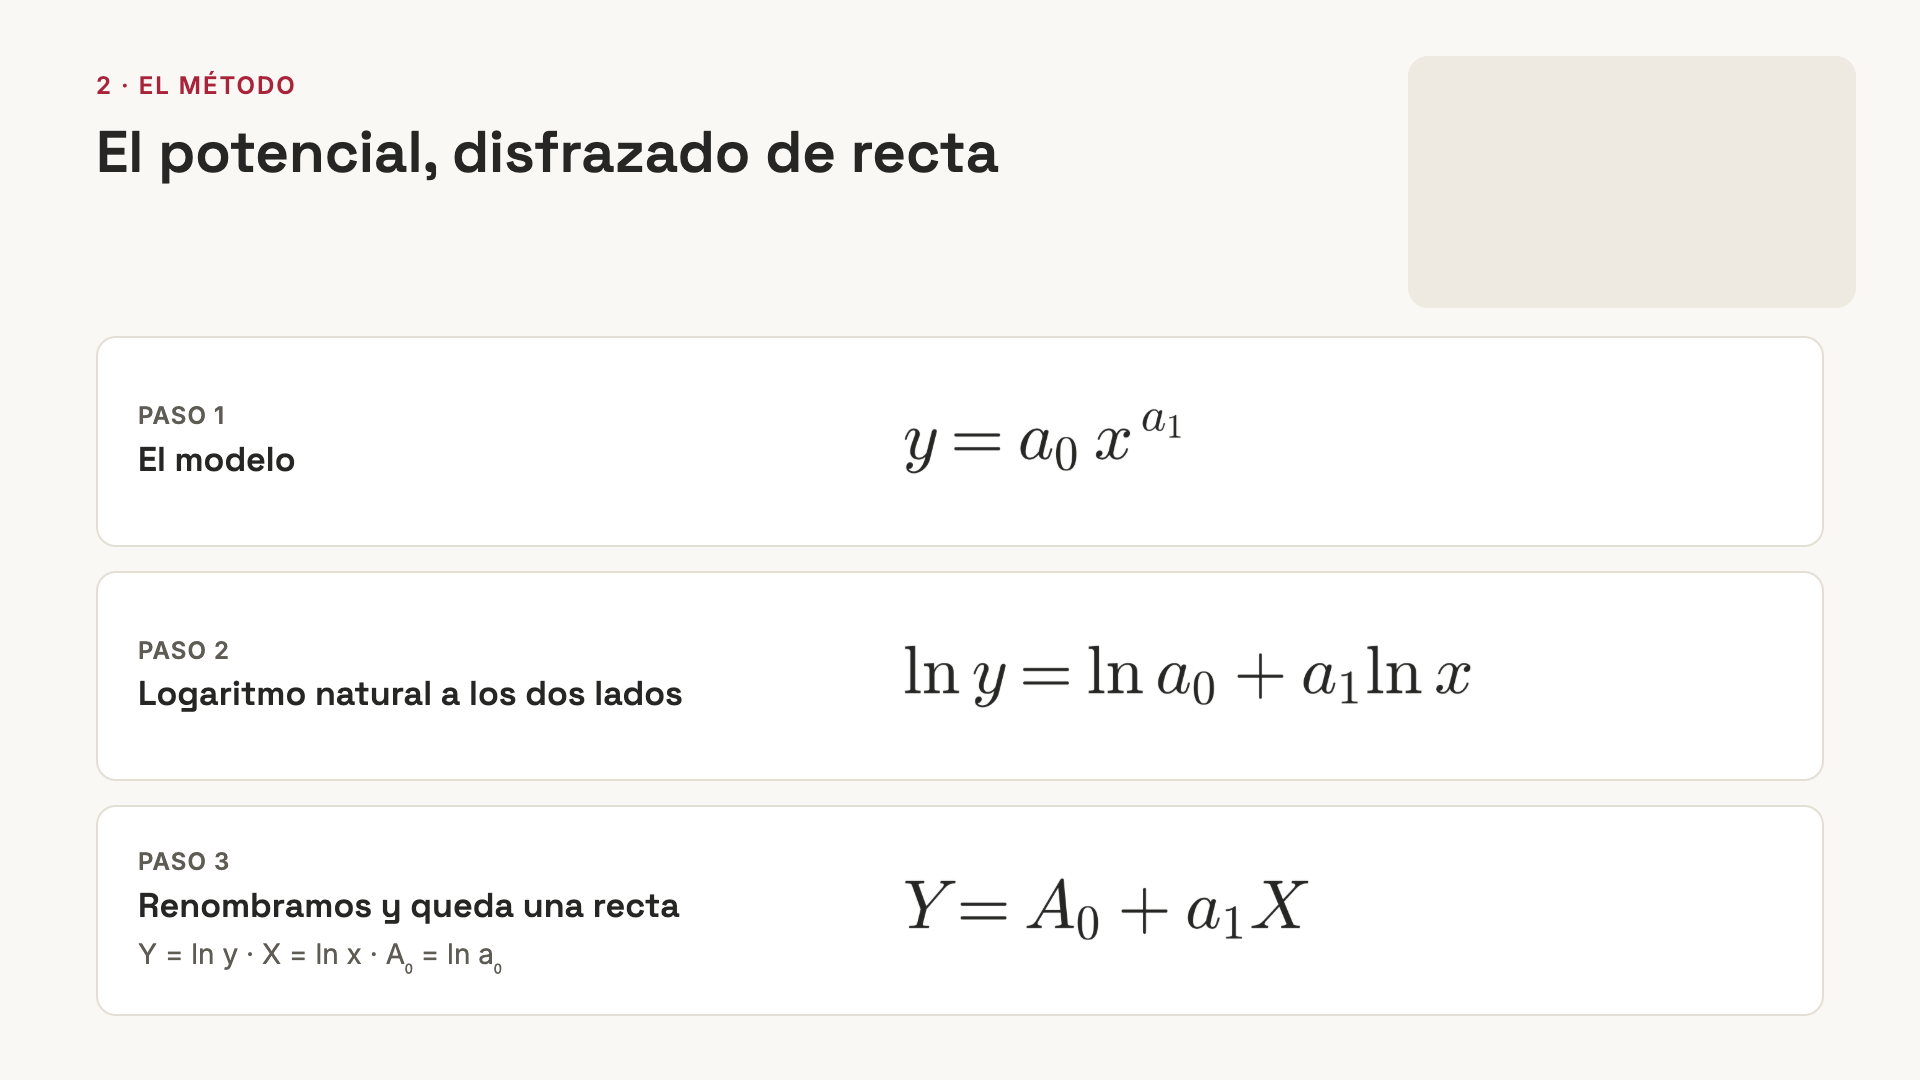 2 · EL MÉTODO
El potencial, disfrazado de recta
PASO 1
El modelo
y = a₀ x^{a₁}
PASO 2
Logaritmo natural a los dos lados
ln y = ln a₀ + a₁ ln x
PASO 3
Renombramos y queda una recta
Y = ln y · X = ln x · A₀ = ln a₀
Y = A₀ + a₁X